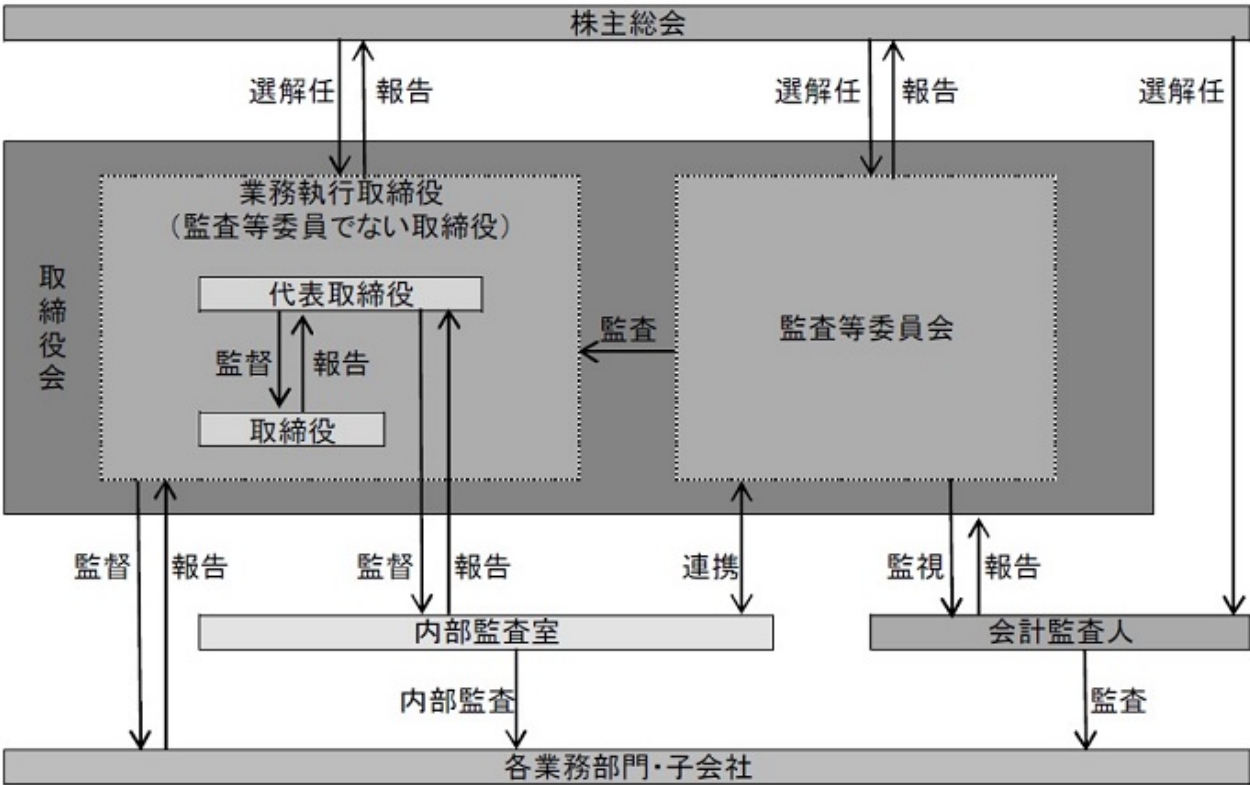 株主総会
選解任
報告
選解任
報告
選解任
取締役会
業務執行取締役
（監査等委員でない取締役）
代表取締役
監督
報告
取締役
監査
監査等委員会
監督
報告
監督
報告
連携
監視
報告
内部監査室
会計監査人
内部監査
監査
各業務部門・子会社